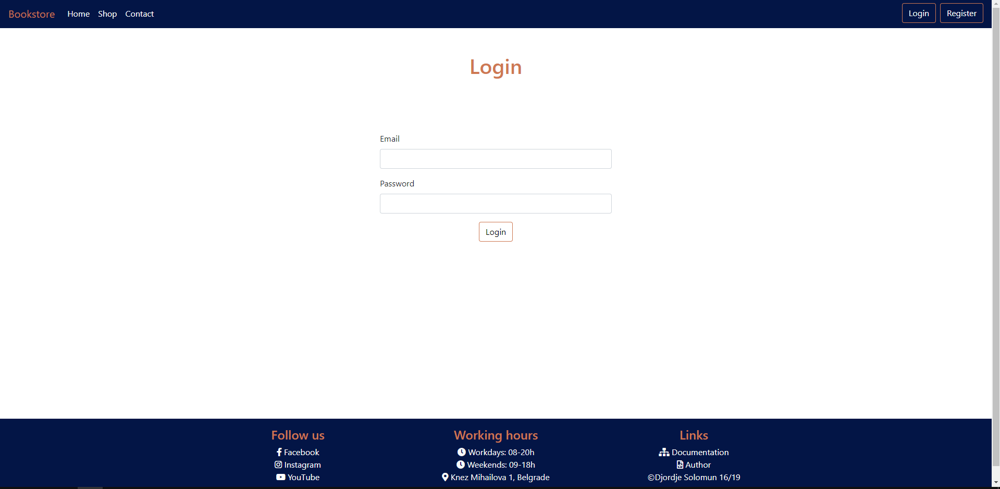 Bookstore Home Shop Contact Login Register
Login
Email
Password
Login
Follow us
Facebook
Instagram
YouTube
Working hours
Workdays: 08-20h
Weekends: 09-18h
Knez Mihailova 1, Belgrade
Links
Documentation
Author
©Djordje Solomun 16/19